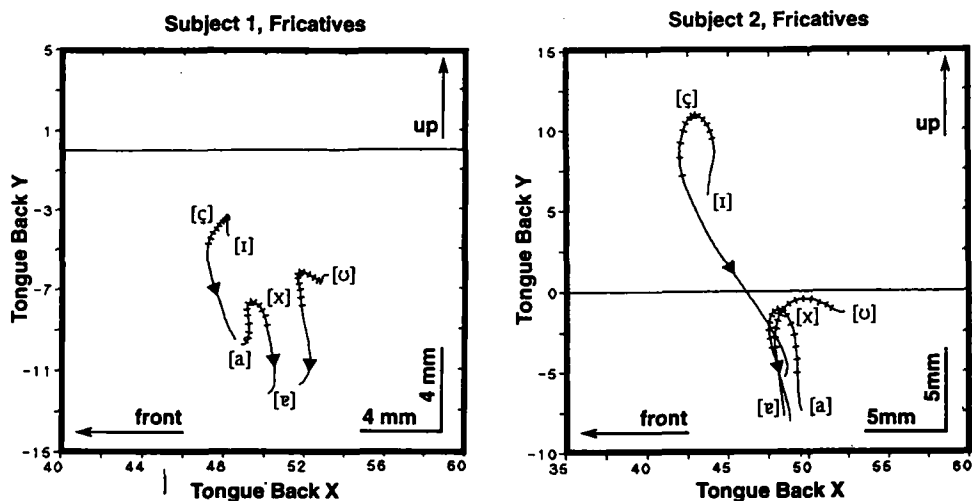 Subject 1, Fricatives
5
1
-3
-7
-11
-15
Tongue Back Y
up
[ç]
[ɪ]
[x]
[ʊ]
[a]
[ɐ]
4 mm
4 mm
front
40
44
48
52
56
60
Tongue Back X
Subject 2, Fricatives
15
10
5
0
-5
-10
Tongue Back Y
up
[ç]
[ɪ]
[x]
[ʊ]
[ɐ]
[a]
5mm
5mm
front
35
40
45
50
55
60
Tongue Back X